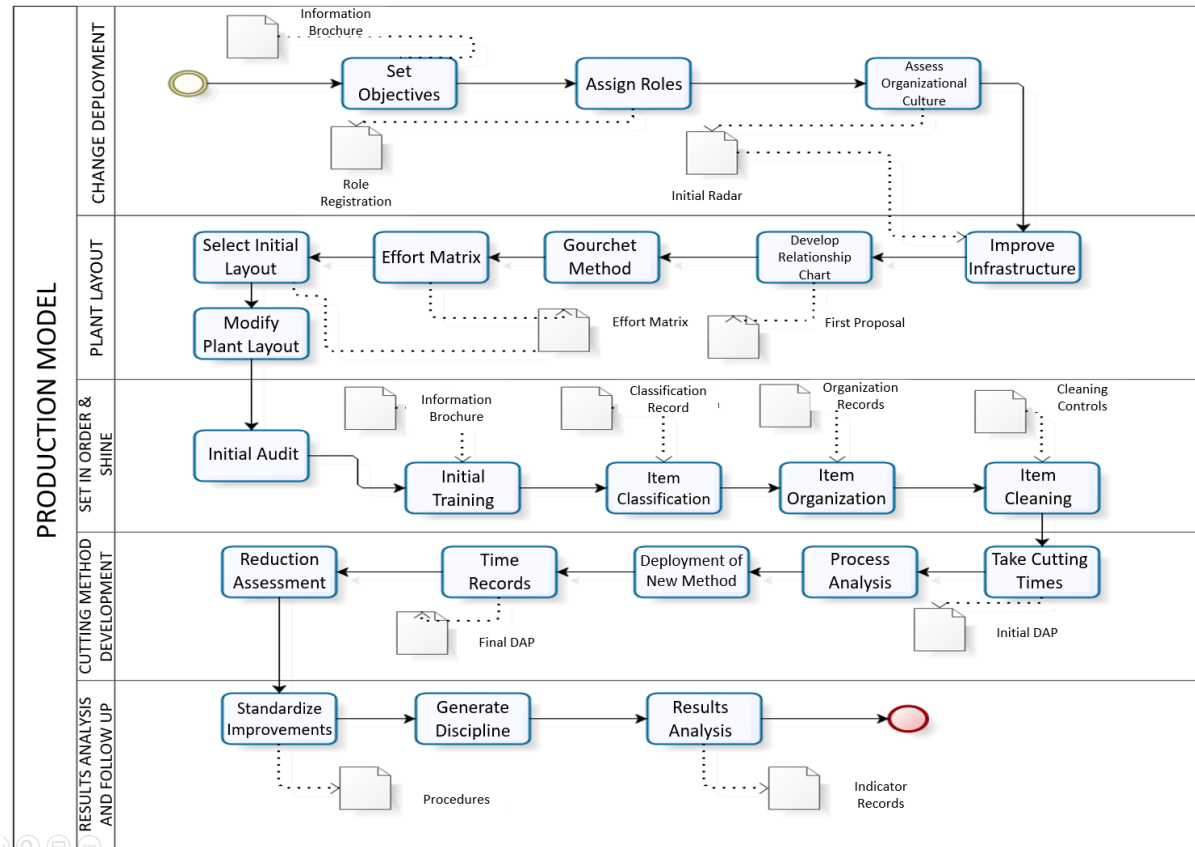 PRODUCTION MODEL
CHANGE DEPLOYMENT
Information
Brochure
Set
Objectives
Assign Roles
Assess
Organizational
Culture
Role
Registration
Initial Radar
PLANT LAYOUT
Select Initial
Layout
Effort Matrix
Gourchet
Method
Develop
Relationship
Chart
Improve
Infrastructure
Modify
Plant Layout
Effort Matrix
First Proposal
SET IN ORDER &
SHINE
Information
Brochure
Classification
Record
Organization
Records
Cleaning
Controls
Initial Audit
Initial
Training
Item
Classification
Item
Organization
Item
Cleaning
CUTTING METHOD
DEVELOPMENT
Reduction
Assessment
Time
Records
Deployment of
New Method
Process
Analysis
Take Cutting
Times
Final DAP
Initial DAP
RESULTS ANALYSIS
AND FOLLOW UP
Standardize
Improvements
Generate
Discipline
Results
Analysis
Procedures
Indicator
Records